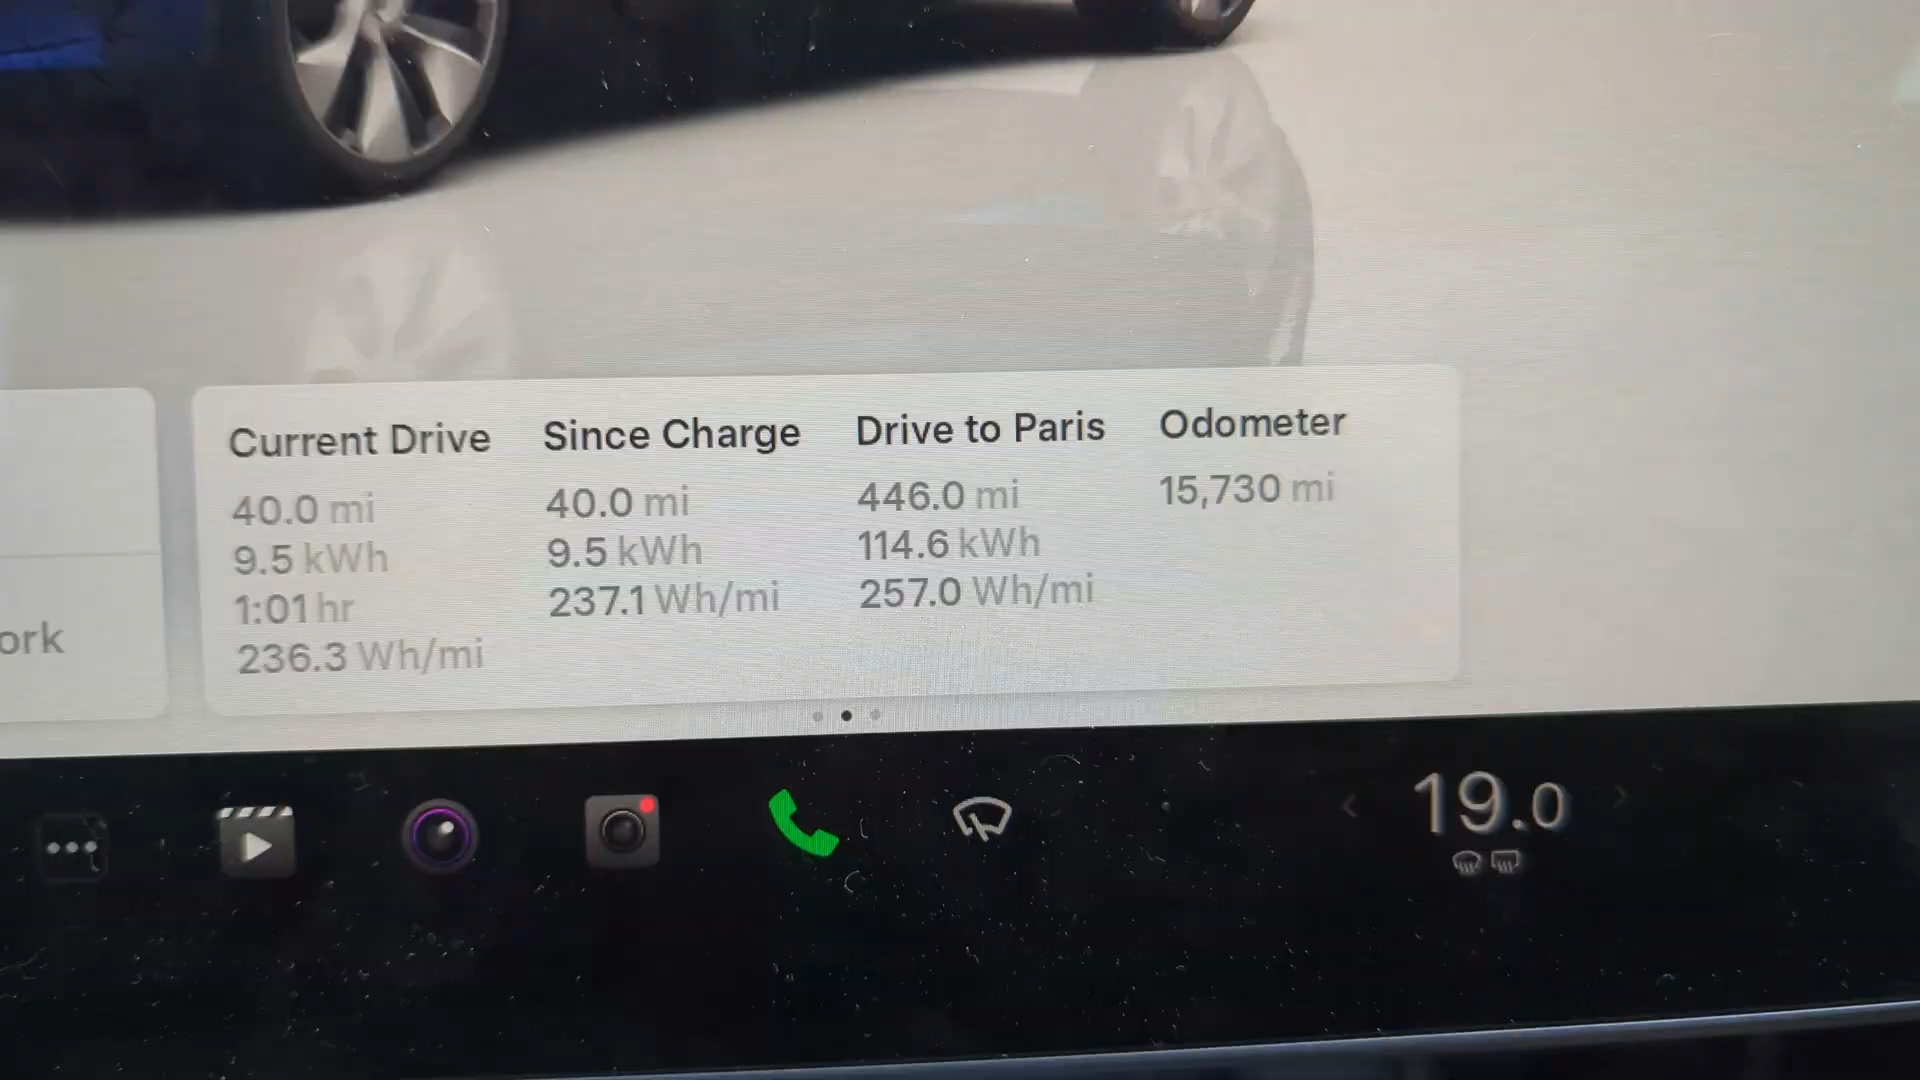 Current Drive
40.0 mi
9.5 kWh
1:01 hr
236.3 Wh/mi
Since Charge
40.0 mi
9.5 kWh
237.1 Wh/mi
Drive to Paris
446.0 mi
114.6 kWh
257.0 Wh/mi
Odometer
15,730 mi
ork
19.0